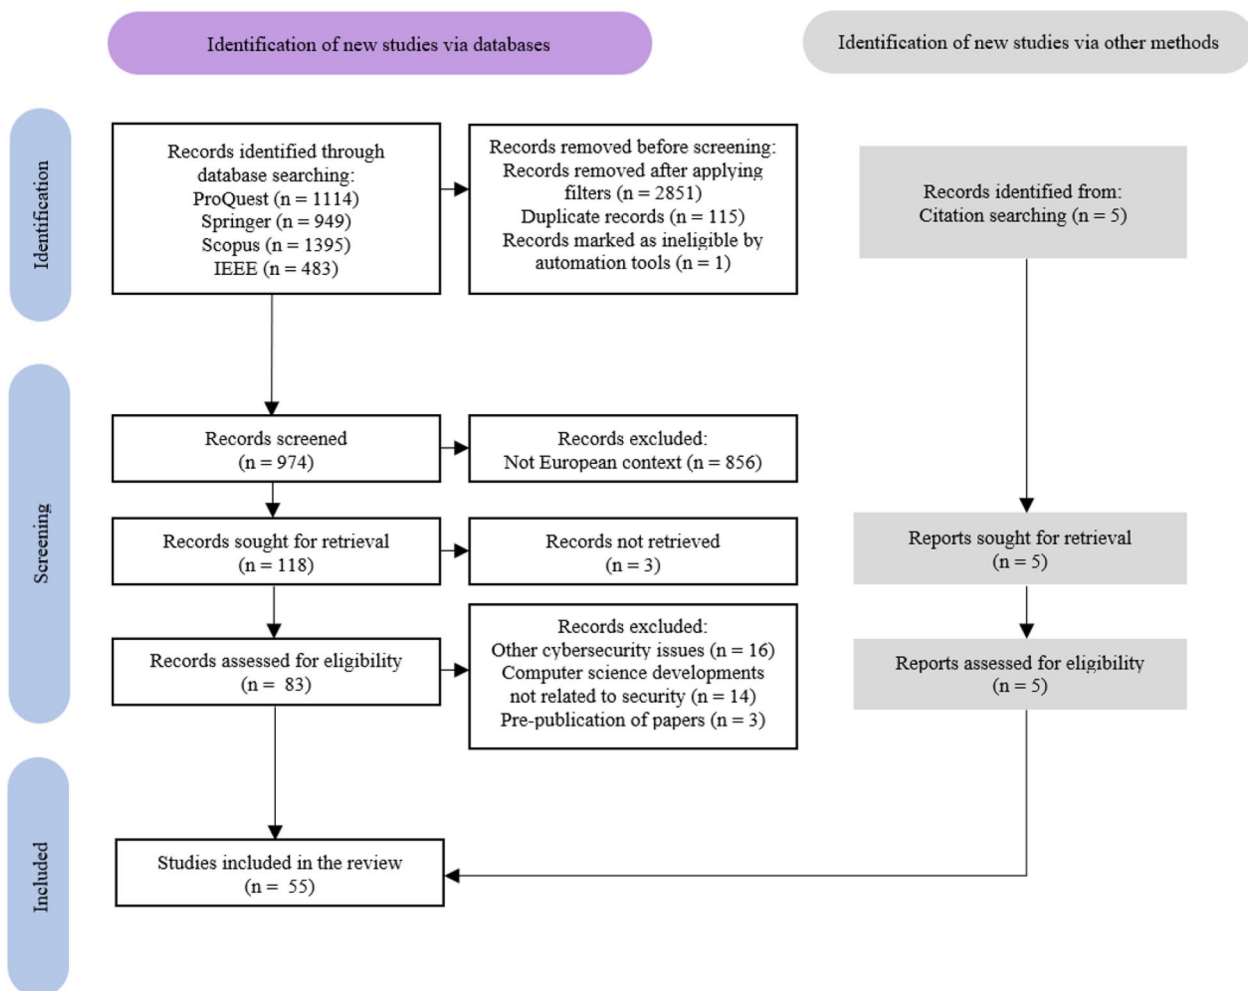 Identification of new studies via databases
Identification of new studies via other methods
Identification
Records identified through
database searching:
ProQuest (n = 1114)
Springer (n = 949)
Scopus (n = 1395)
IEEE (n = 483)
Records removed before screening:
Records removed after applying
filters (n = 2851)
Duplicate records (n = 115)
Records marked as ineligible by
automation tools (n = 1)
Records identified from:
Citation searching (n = 5)
Screening
Records screened
(n = 974)
Records excluded:
Not European context (n = 856)
Records sought for retrieval
(n = 118)
Records not retrieved
(n = 3)
Reports sought for retrieval
(n = 5)
Records assessed for eligibility
(n = 83)
Records excluded:
Other cybersecurity issues (n = 16)
Computer science developments
not related to security (n = 14)
Pre-publication of papers (n = 3)
Reports assessed for eligibility
(n = 5)
Included
Studies included in the review
(n = 55)